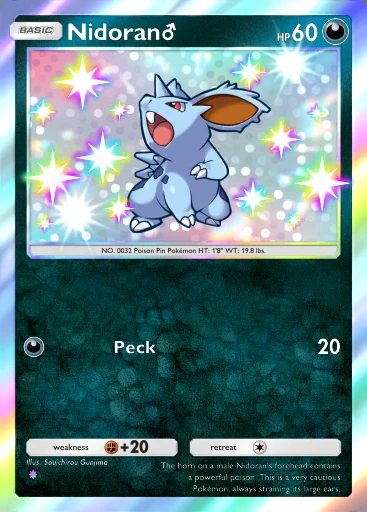 BASIC Nidoran♂ HP 60
NO. 0032 Poison Pin Pokémon HT: 1'8" WT: 19.8 lbs.
Peck 20
weakness +20 retreat
Illus. Souichirou Gunjima
The horn on a male Nidoran's forehead contains
a powerful poison. This is a very cautious
Pokémon, always straining its large ears.